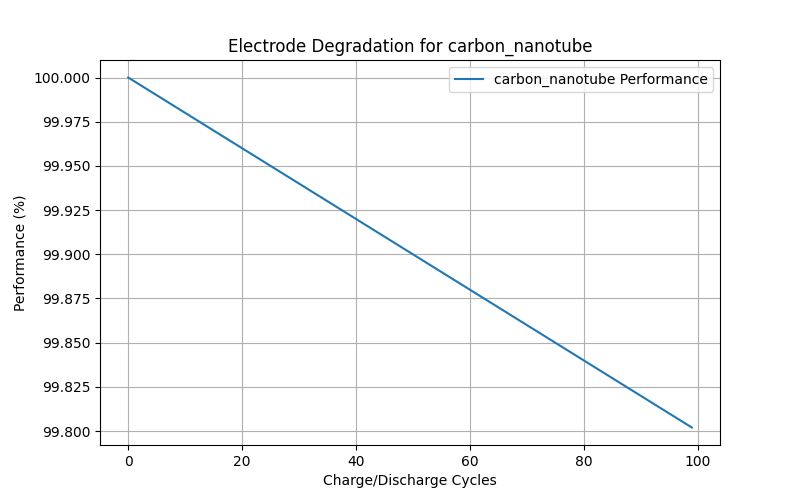 Electrode Degradation for carbon_nanotube
carbon_nanotube Performance
Performance (%)
100.000
99.975
99.950
99.925
99.900
99.875
99.850
99.825
99.800
0 20 40 60 80 100
Charge/Discharge Cycles